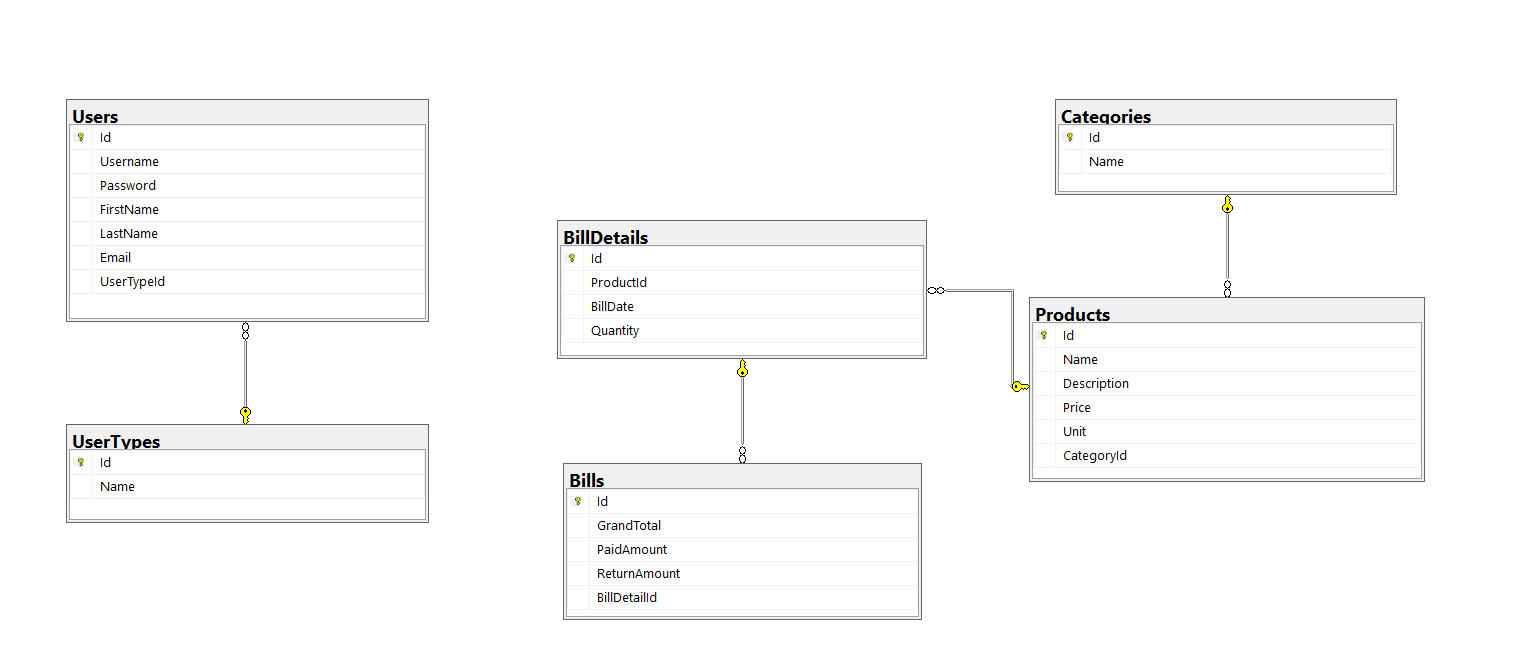 Users
Id
Username
Password
FirstName
LastName
Email
UserTypeId
UserTypes
Id
Name
BillDetails
Id
ProductId
BillDate
Quantity
Bills
Id
GrandTotal
PaidAmount
ReturnAmount
BillDetailId
Categories
Id
Name
Products
Id
Name
Description
Price
Unit
CategoryId